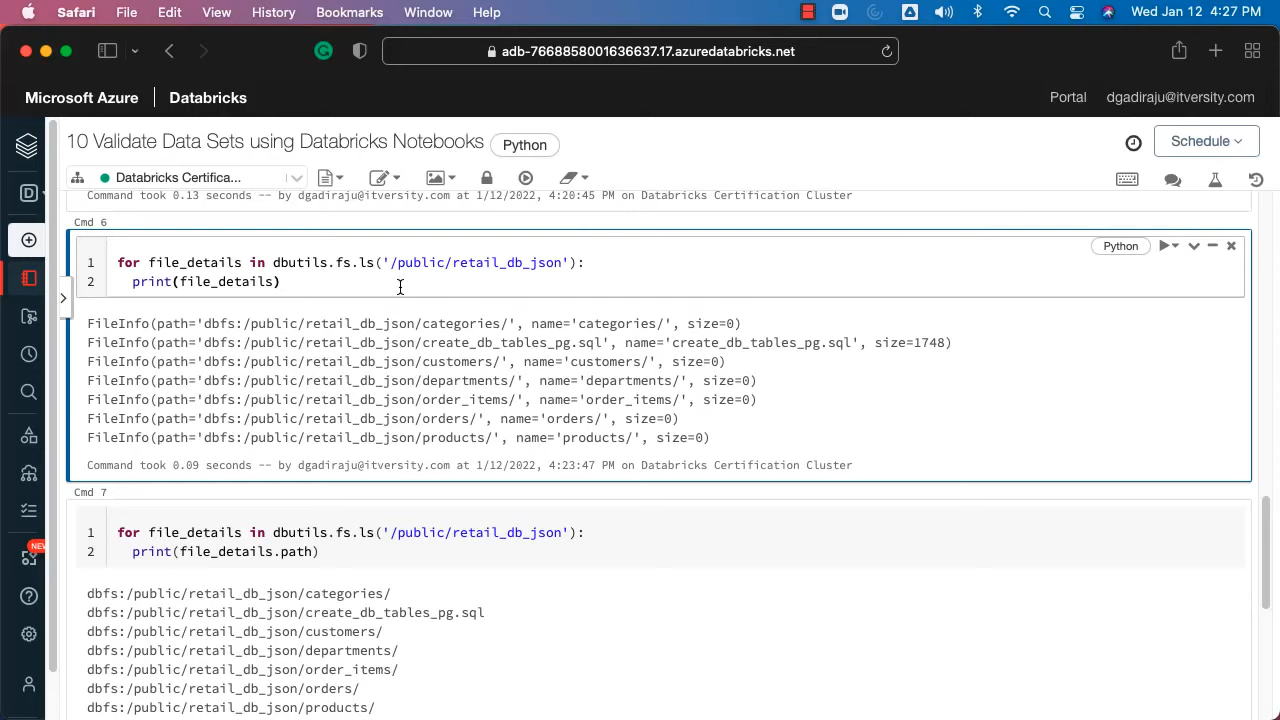 Safari File Edit View History Bookmarks Window Help Wed Jan 12 4:27 PM
adb-7668858001636637.17.azuredatabricks.net
Microsoft Azure Databricks Portal dgadiraju@itversity.com
10 Validate Data Sets using Databricks Notebooks Python Schedule
D Databricks Certifica...
Command took 0.13 seconds -- by dgadiraju@itversity.com at 1/12/2022, 4:20:45 PM on Databricks Certification Cluster
Cmd 6
Python
1 for file_details in dbutils.fs.ls('/public/retail_db_json'):
2 print(file_details)
FileInfo(path='dbfs:/public/retail_db_json/categories/', name='categories/', size=0)
FileInfo(path='dbfs:/public/retail_db_json/create_db_tables_pg.sql', name='create_db_tables_pg.sql', size=1748)
FileInfo(path='dbfs:/public/retail_db_json/customers/', name='customers/', size=0)
FileInfo(path='dbfs:/public/retail_db_json/departments/', name='departments/', size=0)
FileInfo(path='dbfs:/public/retail_db_json/order_items/', name='order_items/', size=0)
FileInfo(path='dbfs:/public/retail_db_json/orders/', name='orders/', size=0)
FileInfo(path='dbfs:/public/retail_db_json/products/', name='products/', size=0)
Command took 0.09 seconds -- by dgadiraju@itversity.com at 1/12/2022, 4:23:47 PM on Databricks Certification Cluster
Cmd 7
1 for file_details in dbutils.fs.ls('/public/retail_db_json'):
2 print(file_details.path)
NEW
dbfs:/public/retail_db_json/categories/
dbfs:/public/retail_db_json/create_db_tables_pg.sql
dbfs:/public/retail_db_json/customers/
dbfs:/public/retail_db_json/departments/
dbfs:/public/retail_db_json/order_items/
dbfs:/public/retail_db_json/orders/
dbfs:/public/retail_db_json/products/